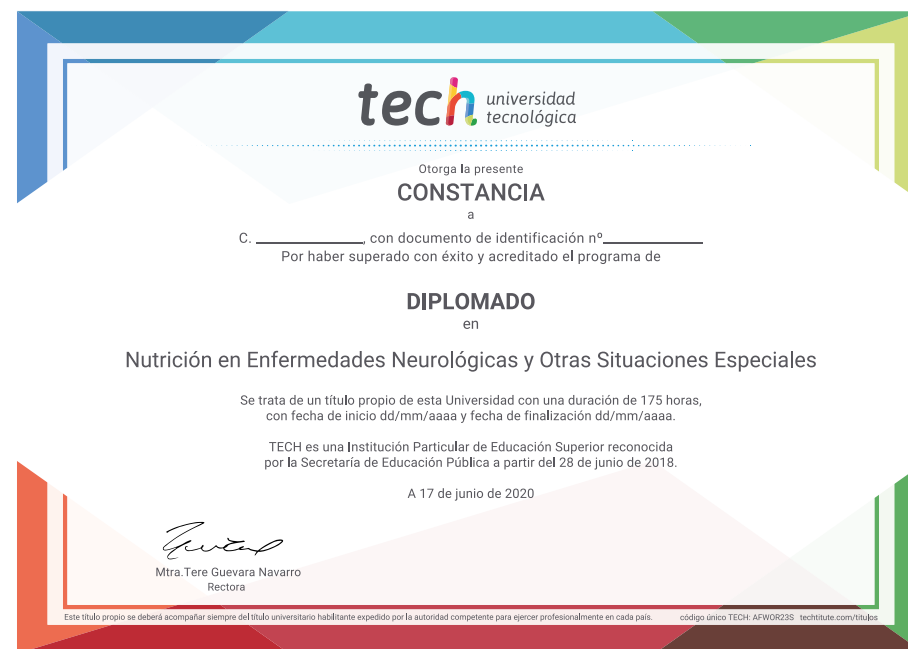 tech universidad
tecnológica
Otorga la presente
CONSTANCIA
a
C. ____________, con documento de identificación nº____________
Por haber superado con éxito y acreditado el programa de
DIPLOMADO
en
Nutrición en Enfermedades Neurológicas y Otras Situaciones Especiales
Se trata de un título propio de esta Universidad con una duración de 175 horas,
con fecha de inicio dd/mm/aaaa y fecha de finalización dd/mm/aaaa.
TECH es una Institución Particular de Educación Superior reconocida
por la Secretaría de Educación Pública a partir del 28 de junio de 2018.
A 17 de junio de 2020
Mtra.Tere Guevara Navarro
Rectora
Este título propio se deberá acompañar siempre del título universitario habilitante expedido por la autoridad competente para ejercer profesionalmente en cada país. código único TECH: AFWOR23S techtitute.com/titulos